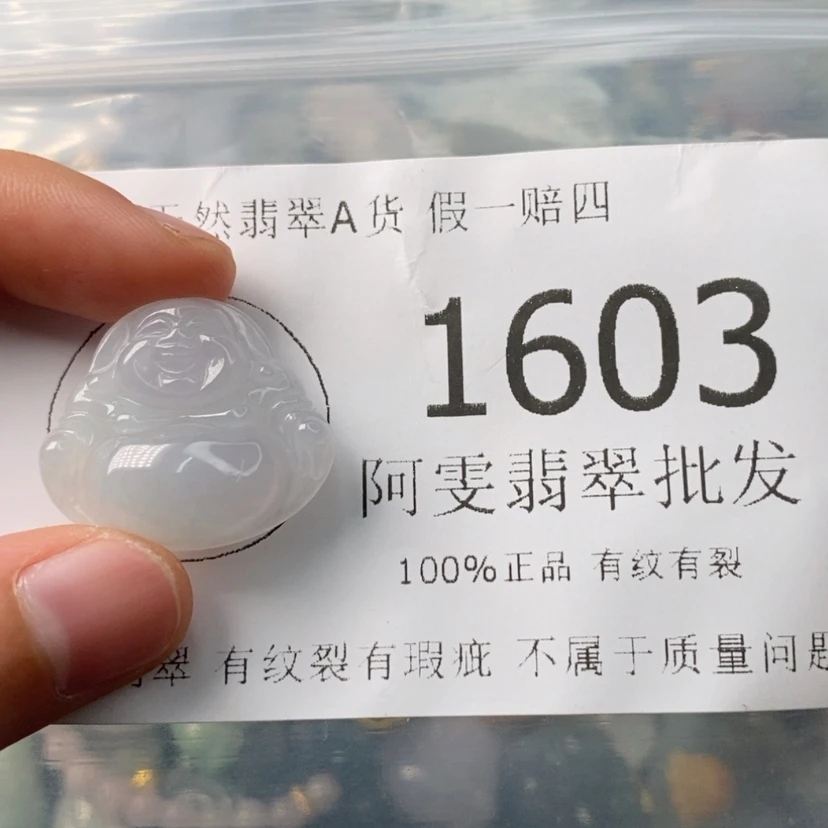 然翡翠A货 假一赔四
1603
阿雯翡翠批发
100%正品 有纹有裂
翠 有纹裂有瑕疵 不属于质量问题